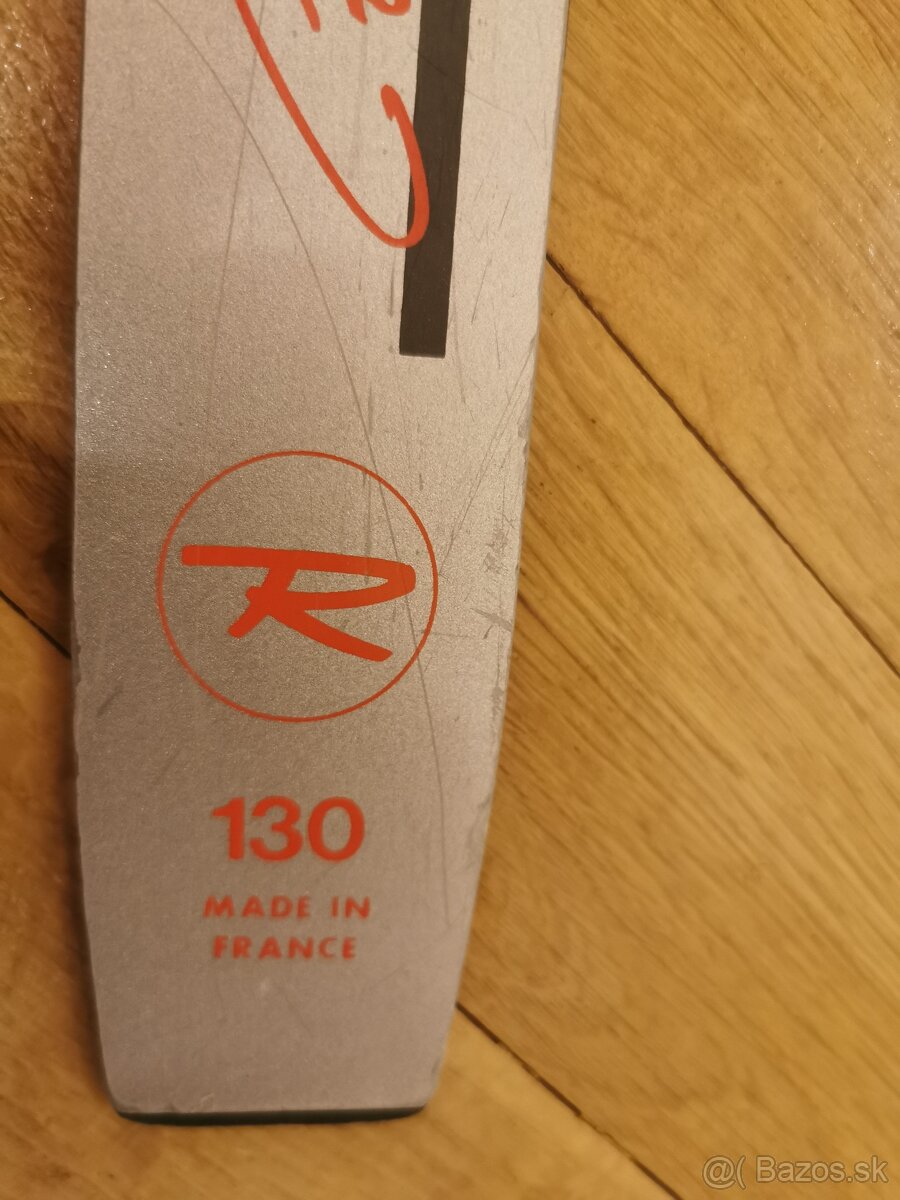 R
130
MADE IN
FRANCE
@( Bazos.sk